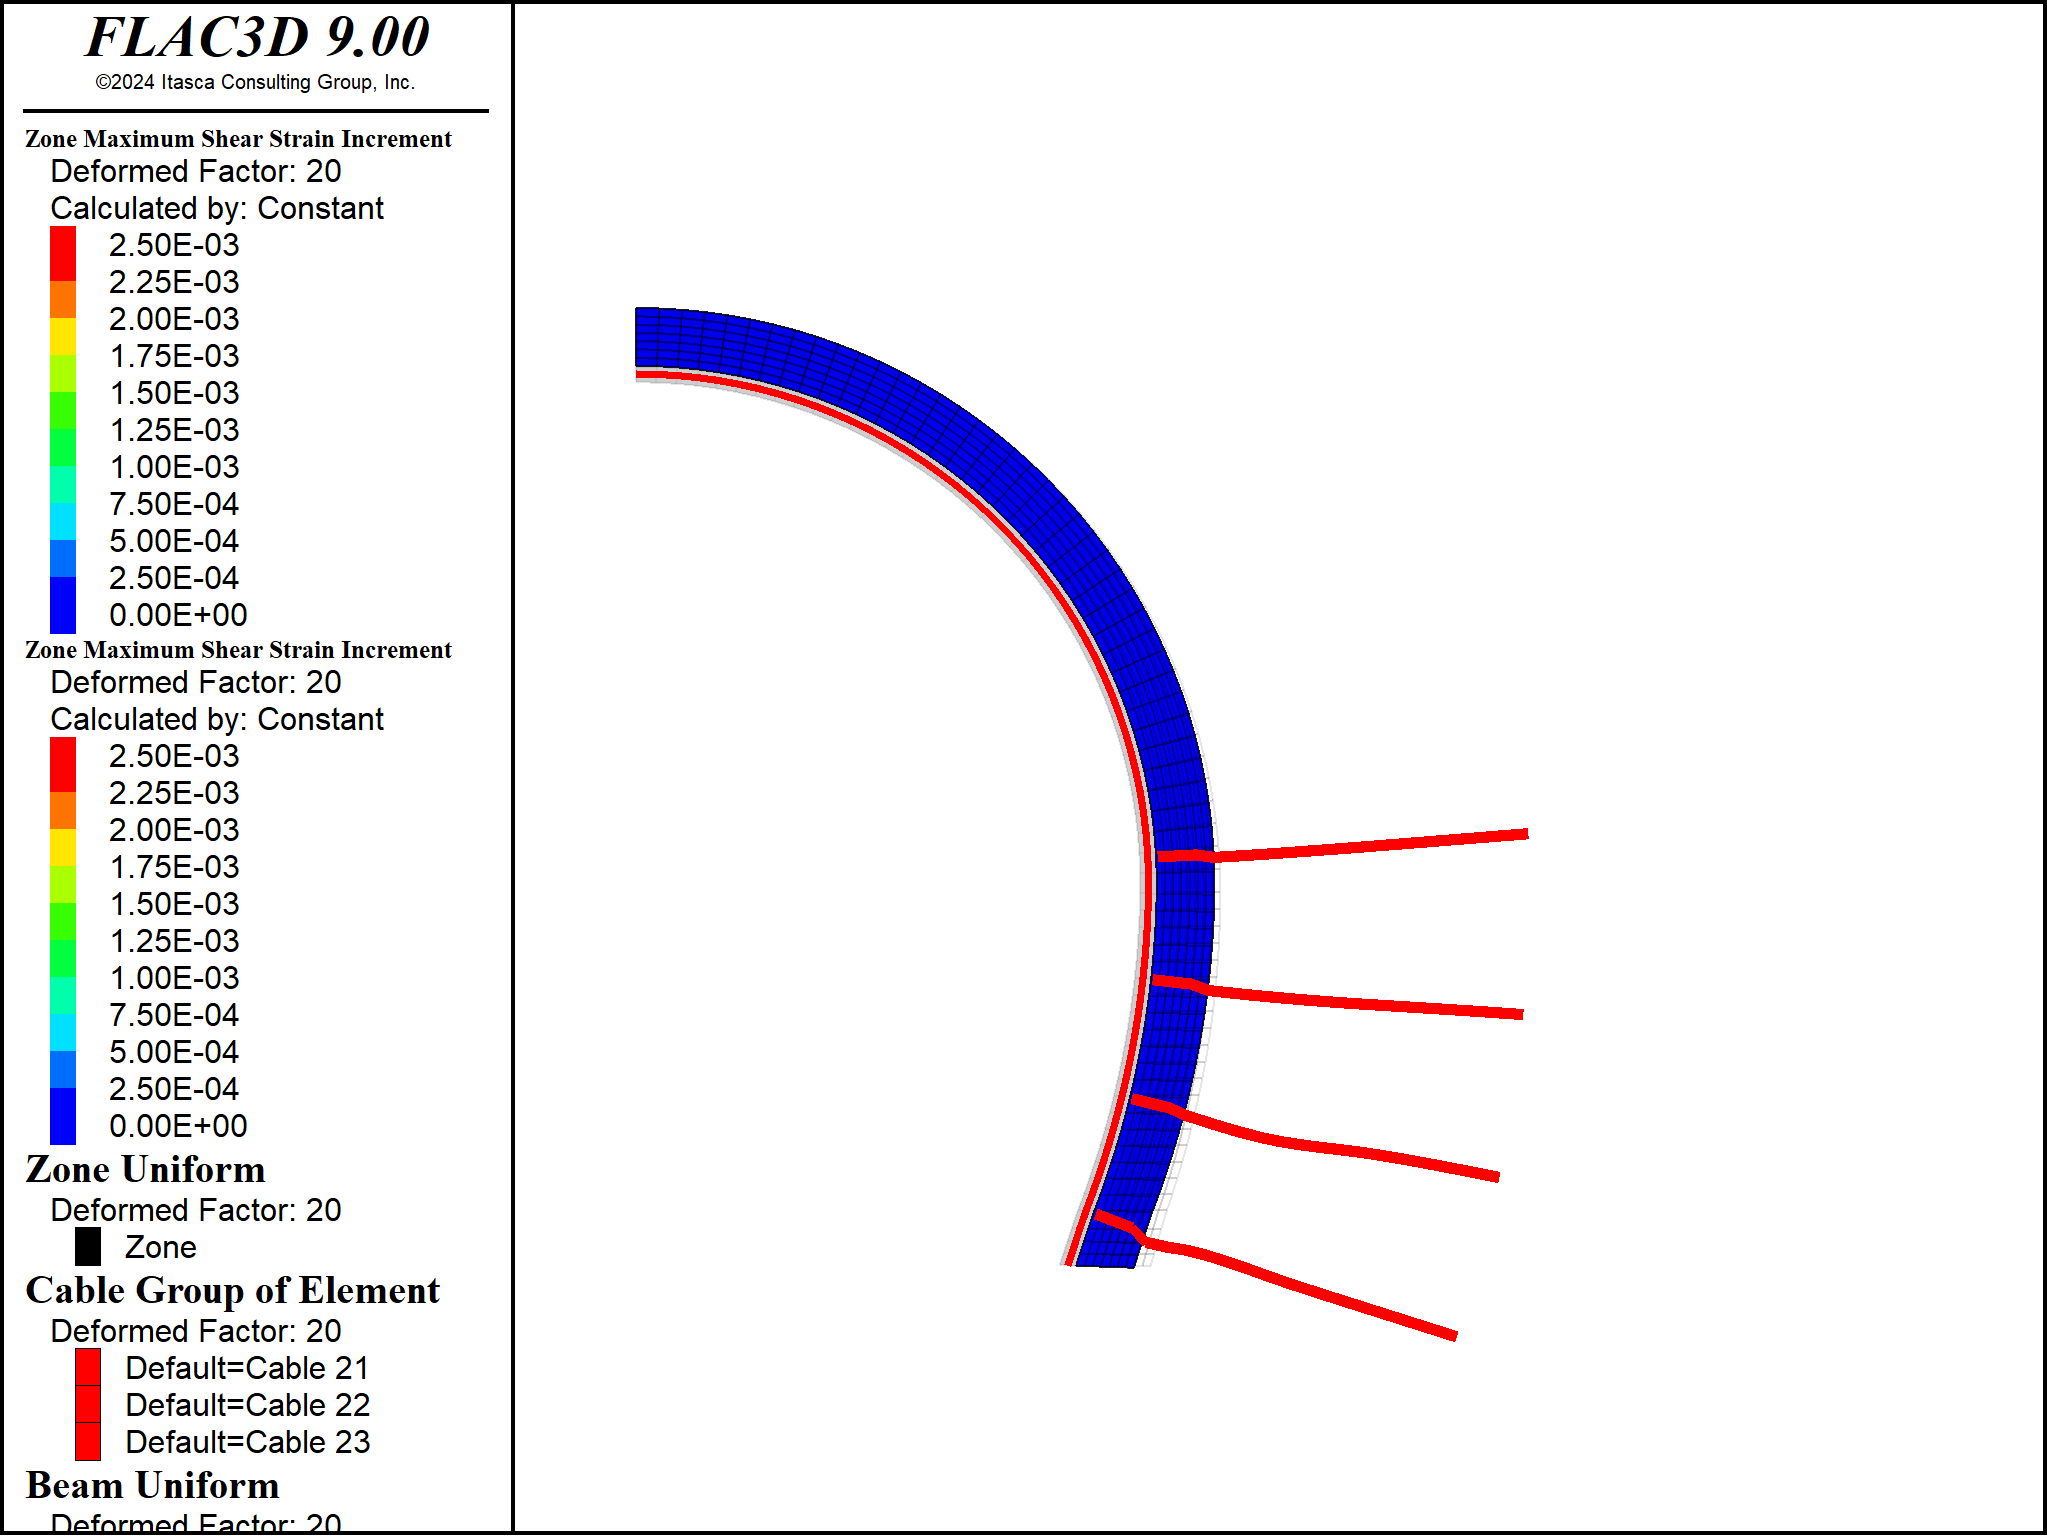 FLAC3D 9.00
©2024 Itasca Consulting Group, Inc.
Zone Maximum Shear Strain Increment
Deformed Factor: 20
Calculated by: Constant
2.50E-03
2.25E-03
2.00E-03
1.75E-03
1.50E-03
1.25E-03
1.00E-03
7.50E-04
5.00E-04
2.50E-04
0.00E+00
Zone Maximum Shear Strain Increment
Deformed Factor: 20
Calculated by: Constant
2.50E-03
2.25E-03
2.00E-03
1.75E-03
1.50E-03
1.25E-03
1.00E-03
7.50E-04
5.00E-04
2.50E-04
0.00E+00
Zone Uniform
Deformed Factor: 20
Zone
Cable Group of Element
Deformed Factor: 20
Default=Cable 21
Default=Cable 22
Default=Cable 23
Beam Uniform
Deformed Factor: 20